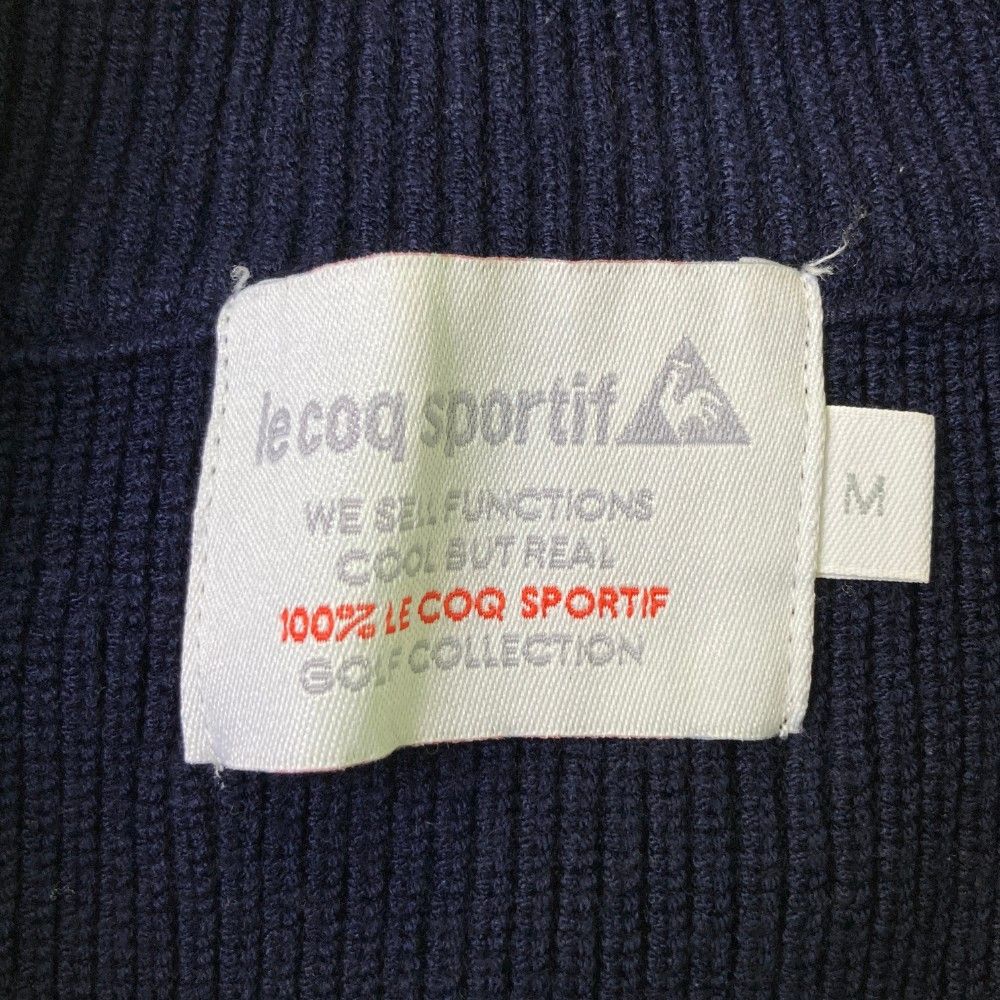 le coq sportif
WE SELL FUNCTIONS
COOL BUT REAL
100% LE COQ SPORTIF
GOLF COLLECTION
M